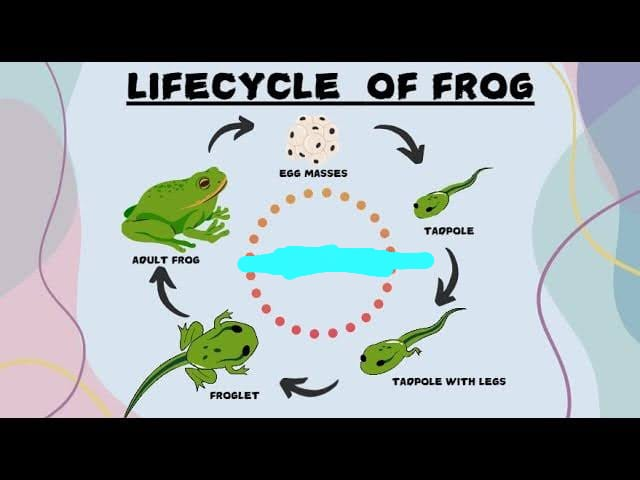 LIFECYCLE OF FROG
EGG MASSES
TADPOLE
TADPOLE WITH LEGS
FROGLET
ADULT FROG